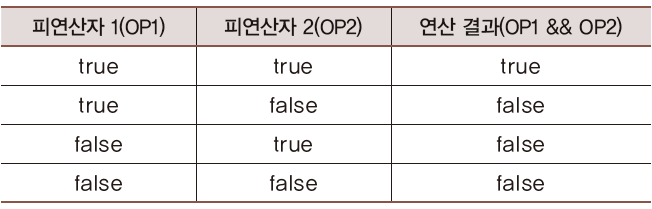 피연산자 1(OP1) 피연산자 2(OP2) 연산 결과(OP1 && OP2)
true true true
true false false
false true false
false false false